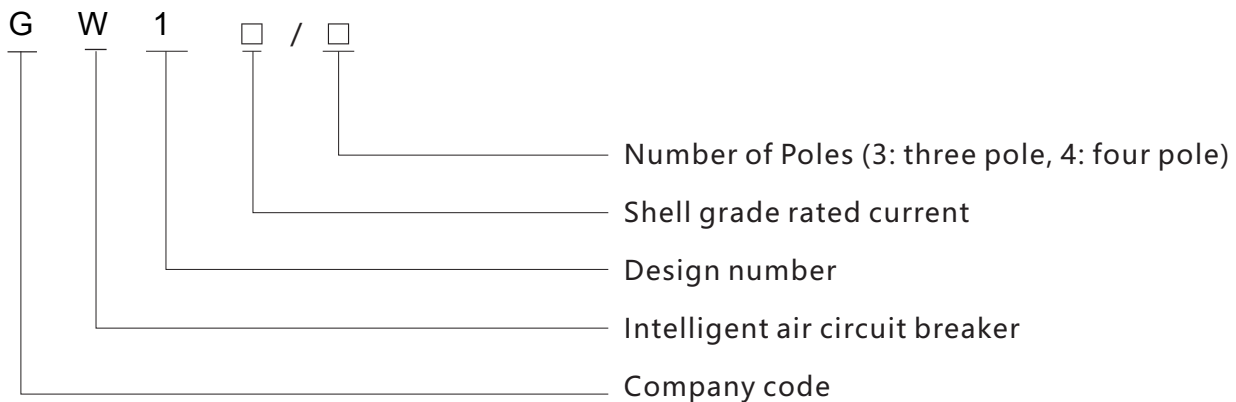 G W 1 □ / □
Number of Poles (3: three pole, 4: four pole)
Shell grade rated current
Design number
Intelligent air circuit breaker
Company code